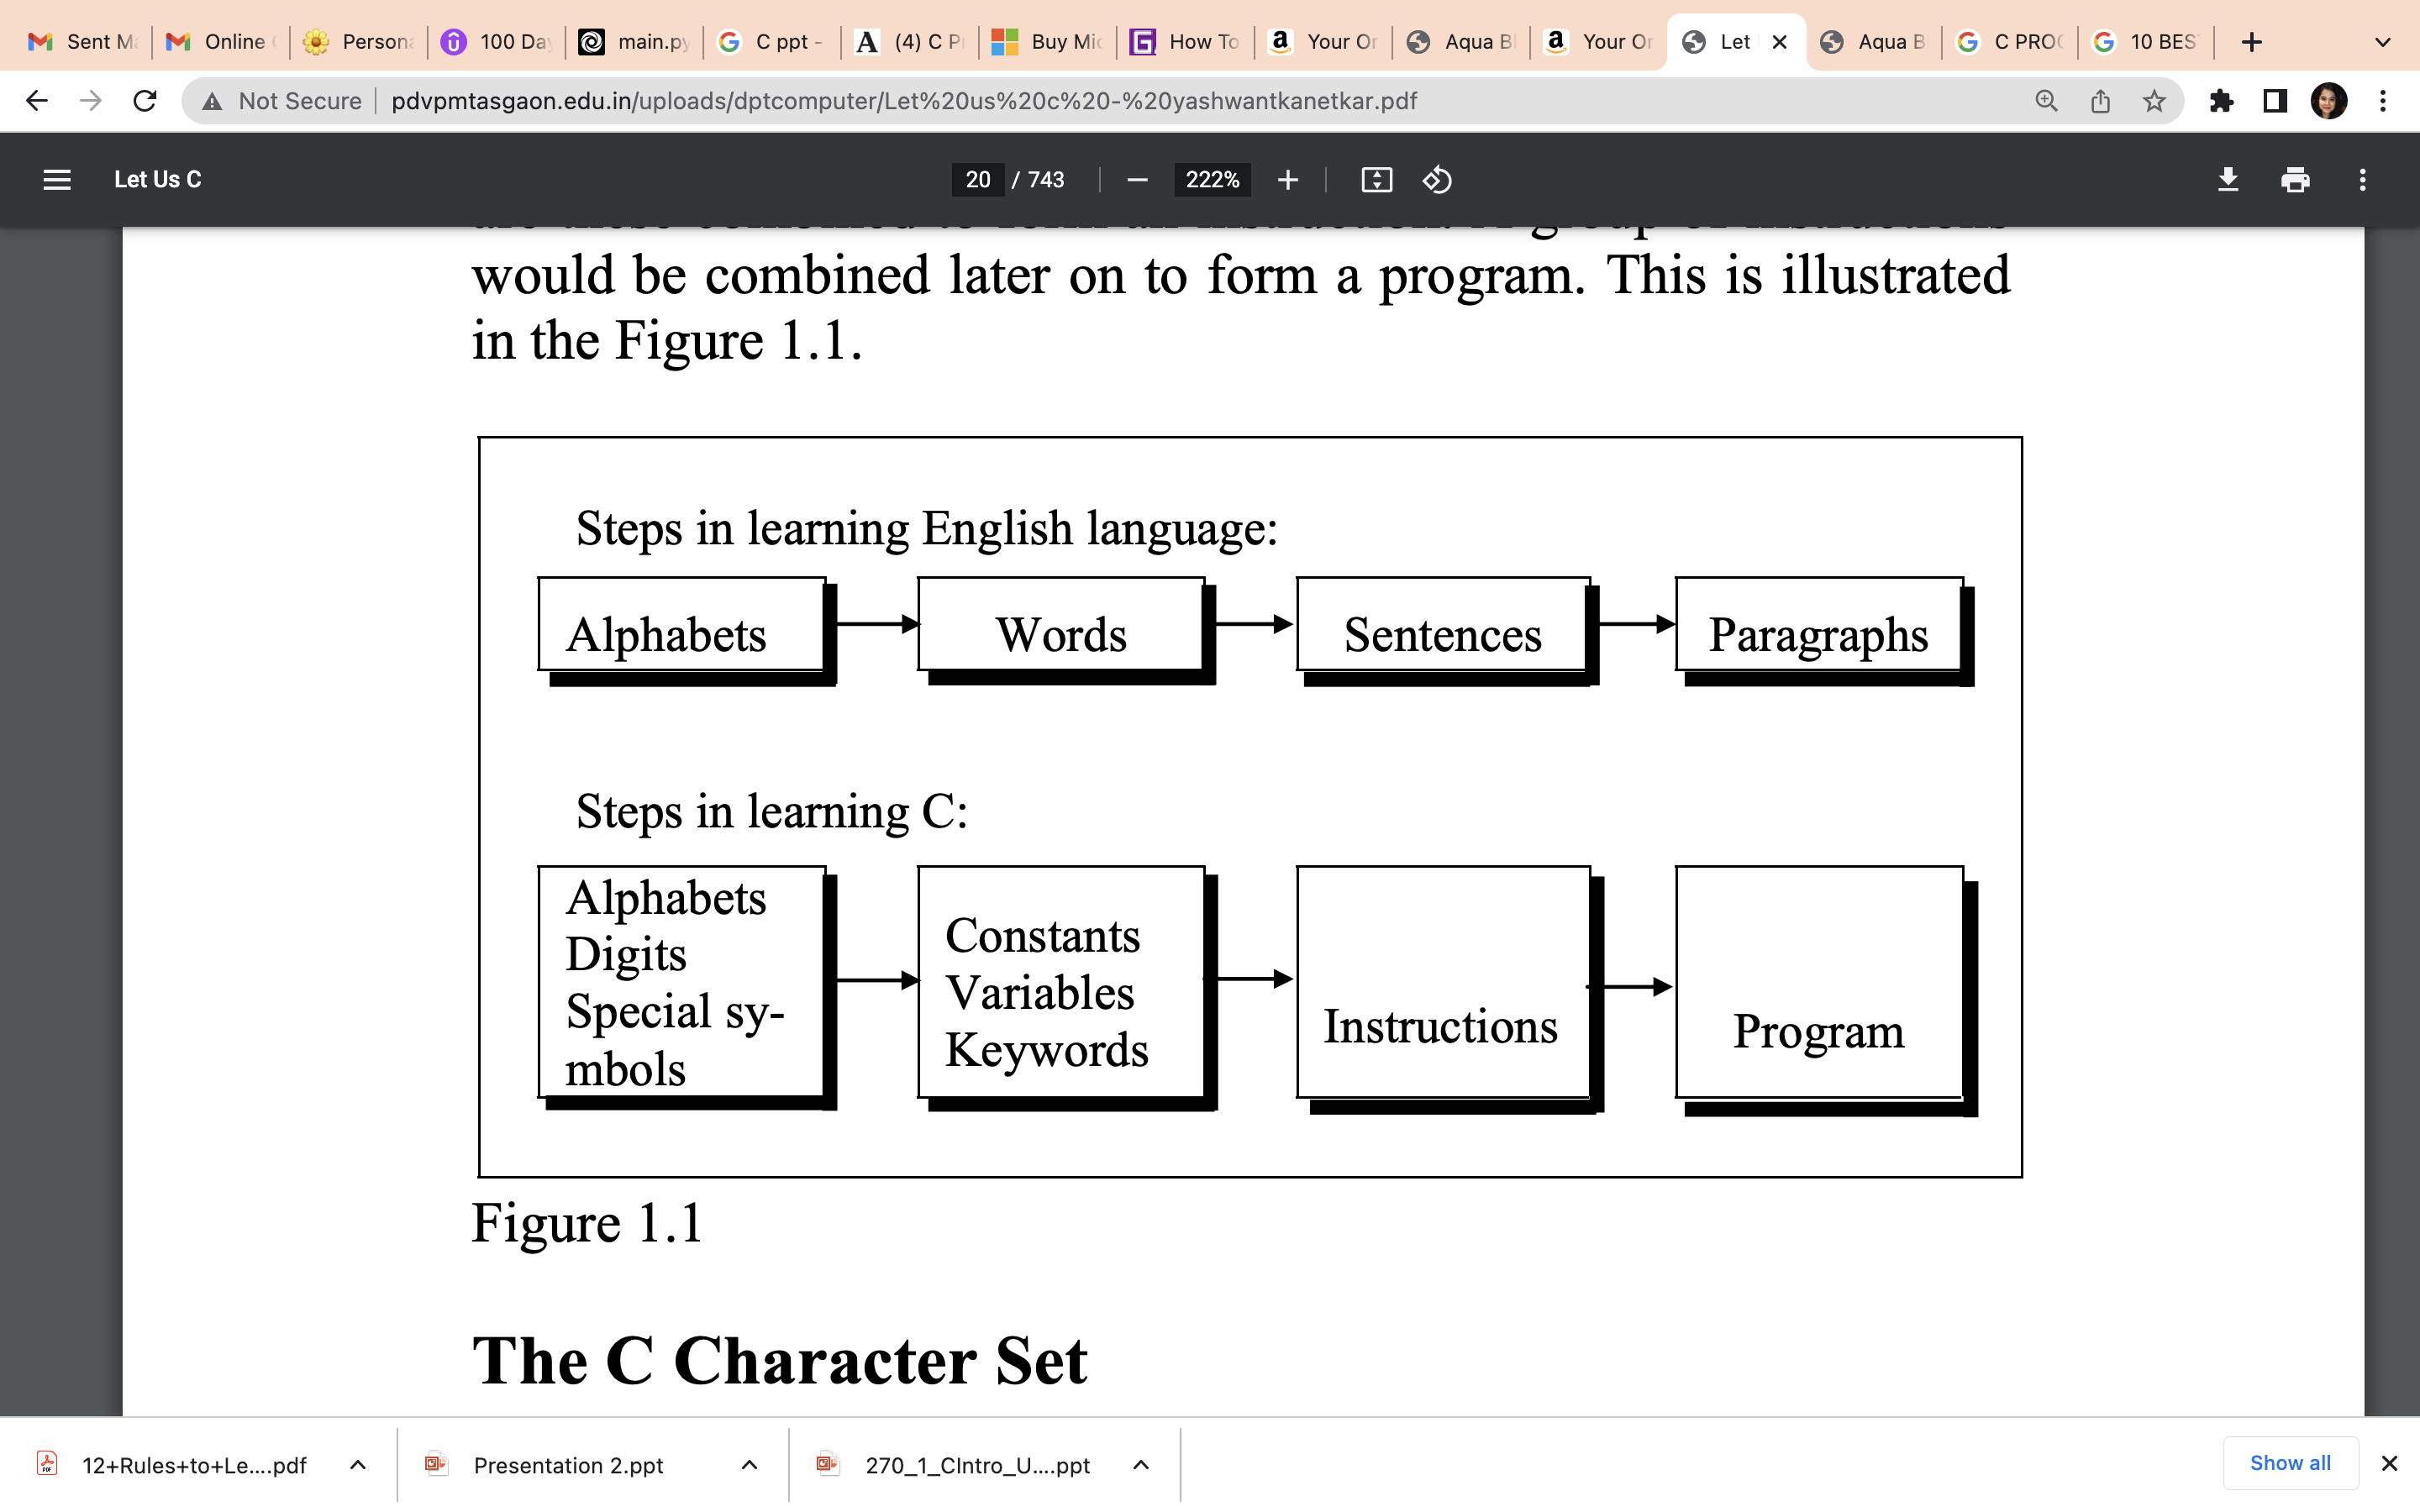 Sent Ma
Online
Persona
100 Da
main.py
C ppt -
(4) C P
Buy Mic
How To
Your Or
Aqua Bl
Your Or
Let
Aqua B
C PROG
10 BES
Not Secure
pdvpmtasgaon.edu.in/uploads/dptcomputer/Let%20us%20c%20-%20yashwantkanetkar.pdf
Let Us C
20 / 743
222%
would be combined later on to form a program. This is illustrated
in the Figure 1.1.
Steps in learning English language:
Alphabets
Words
Sentences
Paragraphs
Steps in learning C:
Alphabets
Digits
Special sy-
mbols
Constants
Variables
Keywords
Instructions
Program
Figure 1.1
The C Character Set
12+Rules+to+Le....pdf
Presentation 2.ppt
270_1_CIntro_U....ppt
Show all